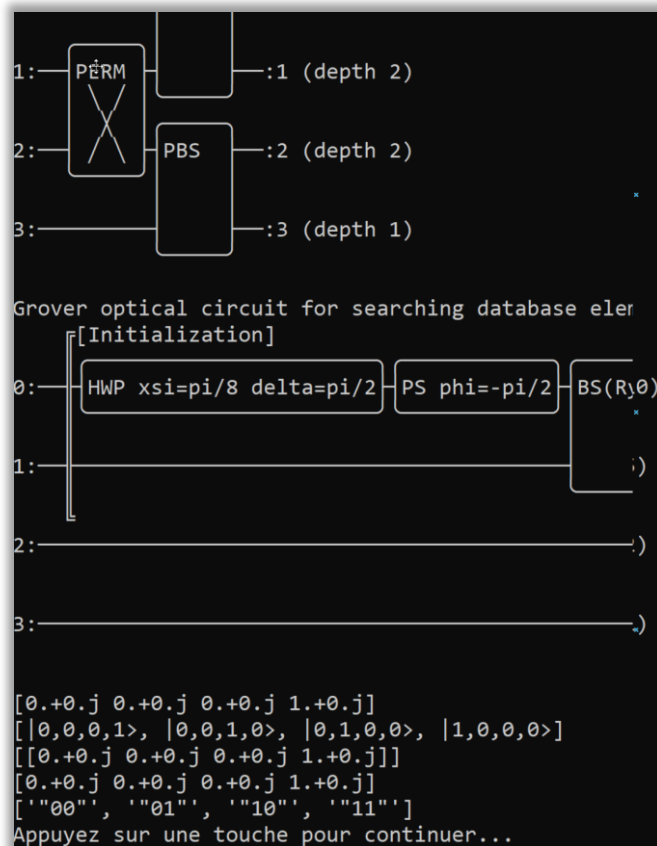 1: PERM :1 (depth 2)
2: PBS :2 (depth 2)
3: :3 (depth 1)
Grover optical circuit for searching database
[Initialization]
0: HWP xsi=pi/8 delta=pi/2 PS phi=-pi/2 BS(Ry0)
1: )
2: )
3: )
[0.+0.j 0.+0.j 0.+0.j 1.+0.j]
[|0,0,0,1>, |0,0,1,0>, |0,1,0,0>, |1,0,0,0>]
[[0.+0.j 0.+0.j 0.+0.j 1.+0.j]]
[0.+0.j 0.+0.j 0.+0.j 1.+0.j]
['"00"', '"01"', '"10"', '"11"']
Appuyez sur une touche pour continuer...